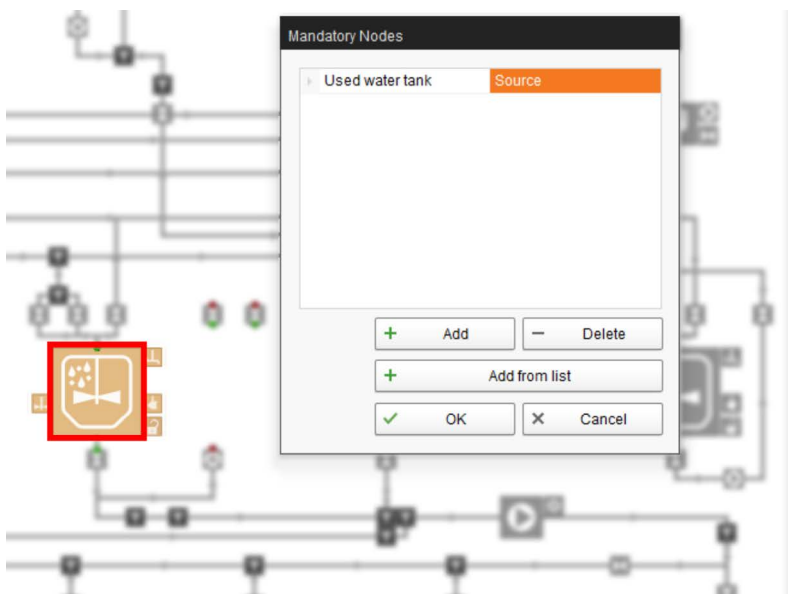 Mandatory Nodes
Used water tank Source
+ Add − Delete
+ Add from list
OK Cancel